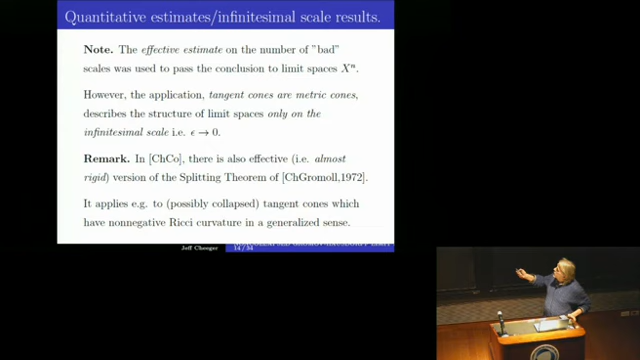 Quantitative estimates/infinitesimal scale results.
Note. The effective estimate on the number of "bad"
scales was used to pass the conclusion to limit spaces Xⁿ.
However, the application, tangent cones are metric cones,
describes the structure of limit spaces only on the
infinitesimal scale i.e. ϵ → 0.
Remark. In [ChCo], there is also effective (i.e. almost
rigid) version of the Splitting Theorem of [ChGromoll,1972].
It applies e.g. to (possibly collapsed) tangent cones which
have nonnegative Ricci curvature in a generalized sense.
Jeff Cheeger
14 / 34